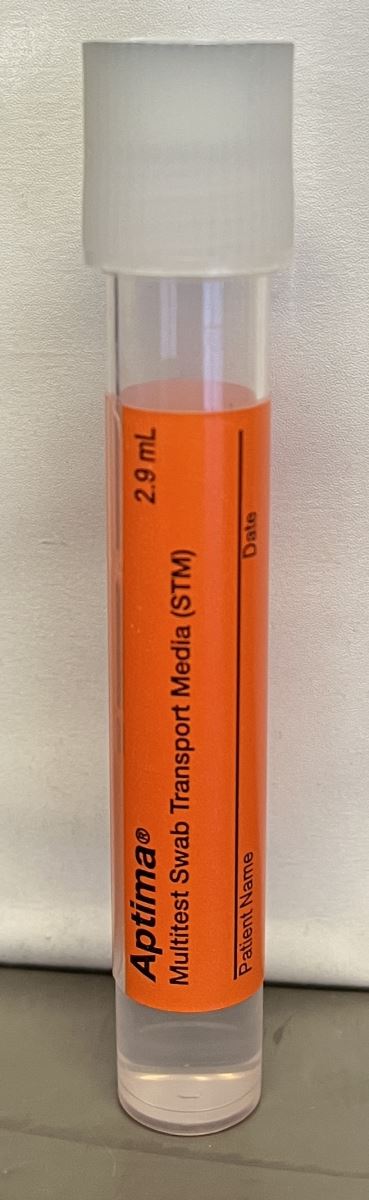 Aptima® 2.9 mL
Multitest Swab Transport Media (STM)
Patient Name Date